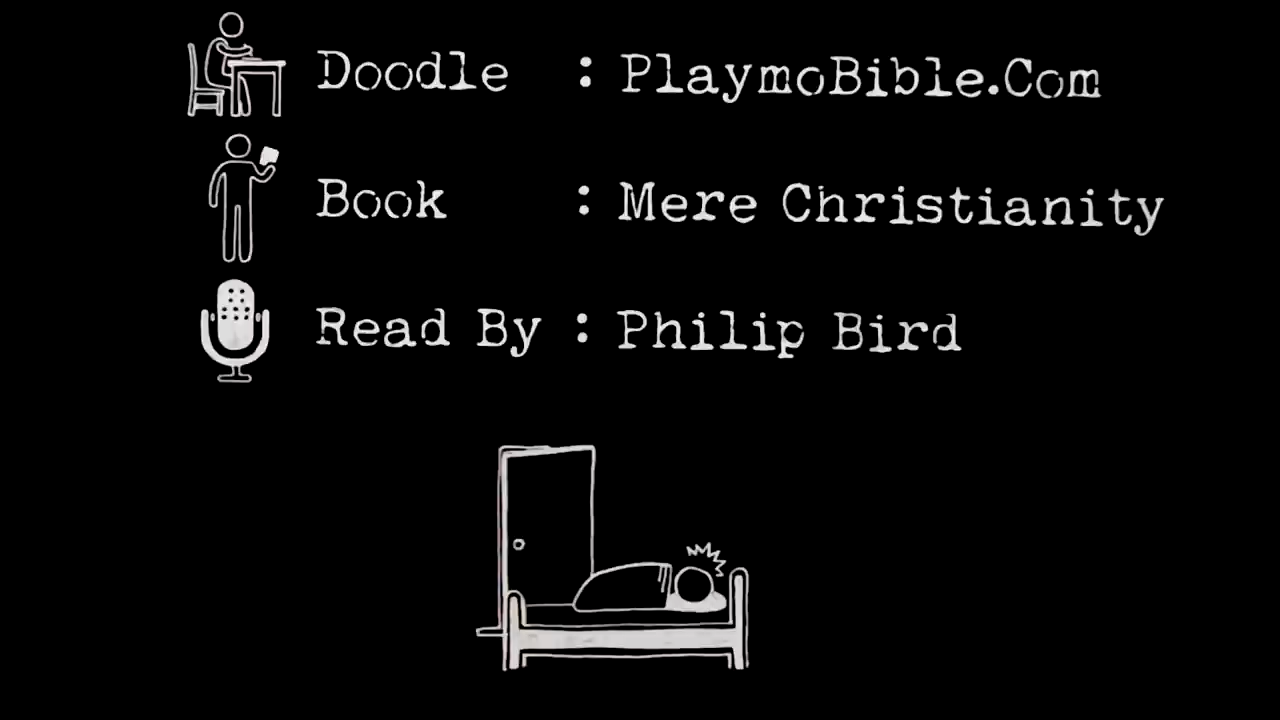 Doodle : PlaymoBible.Com
Book : Mere Christianity
Read By : Philip Bird